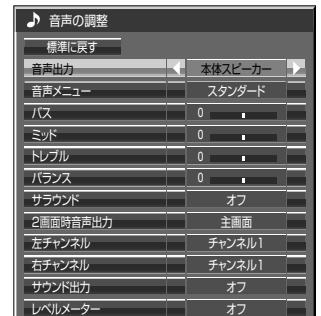 音声の調整
標準に戻す
音声出力 本体スピーカー
音声メニュー スタンダード
バス 0
ミッド 0
トレブル 0
バランス 0
サラウンド オフ
2画面時音声出力 主画面
左チャンネル チャンネル1
右チャンネル チャンネル1
サウンド出力 オフ
レベルメーター オフ